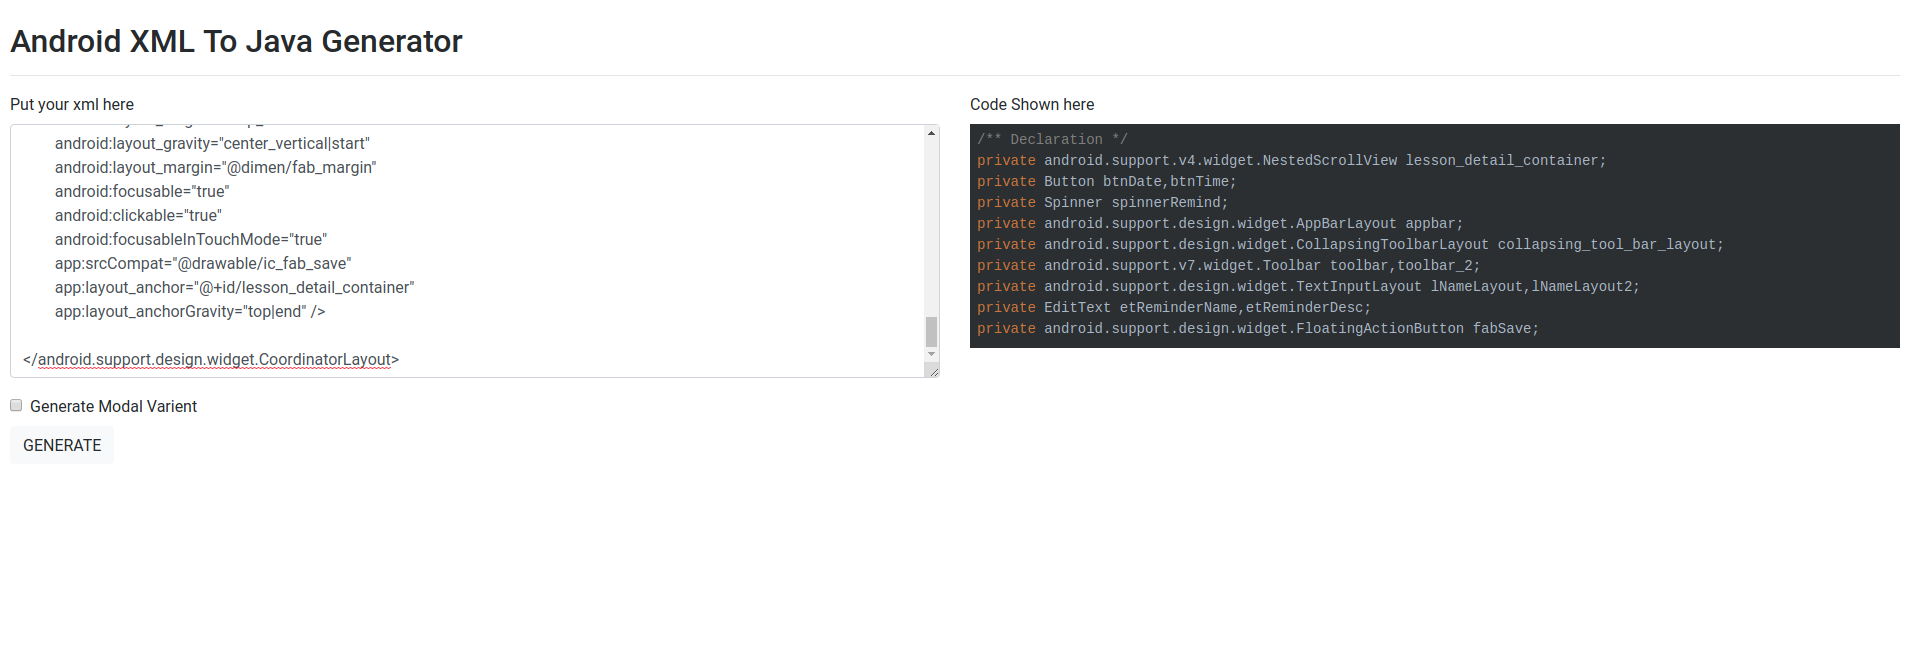 Android XML To Java Generator
Put your xml here
android:layout_gravity="center_vertical|start"
android:layout_margin="@dimen/fab_margin"
android:focusable="true"
android:clickable="true"
android:focusableInTouchMode="true"
app:srcCompat="@drawable/ic_fab_save"
app:layout_anchor="@+id/lesson_detail_container"
app:layout_anchorGravity="top|end" />
</android.support.design.widget.CoordinatorLayout>
Generate Modal Varient
GENERATE
Code Shown here
/** Declaration */
private android.support.v4.widget.NestedScrollView lesson_detail_container;
private Button btnDate,btnTime;
private Spinner spinnerRemind;
private android.support.design.widget.AppBarLayout appbar;
private android.support.design.widget.CollapsingToolbarLayout collapsing_tool_bar_layout;
private android.support.v7.widget.Toolbar toolbar,toolbar_2;
private android.support.design.widget.TextInputLayout lNameLayout,lNameLayout2;
private EditText etReminderName,etReminderDesc;
private android.support.design.widget.FloatingActionButton fabSave;